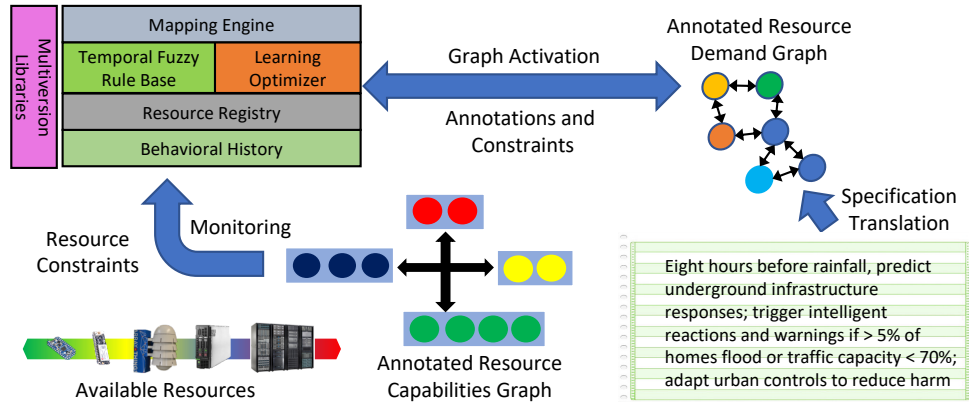 Multiversion
Libraries
Mapping Engine
Temporal Fuzzy
Rule Base
Learning
Optimizer
Resource Registry
Behavioral History
Graph Activation
Annotations and
Constraints
Annotated Resource
Demand Graph
Specification
Translation
Resource
Constraints
Monitoring
Available Resources
Annotated Resource
Capabilities Graph
Eight hours before rainfall, predict
underground infrastructure
responses; trigger intelligent
reactions and warnings if > 5% of
homes flood or traffic capacity < 70%;
adapt urban controls to reduce harm